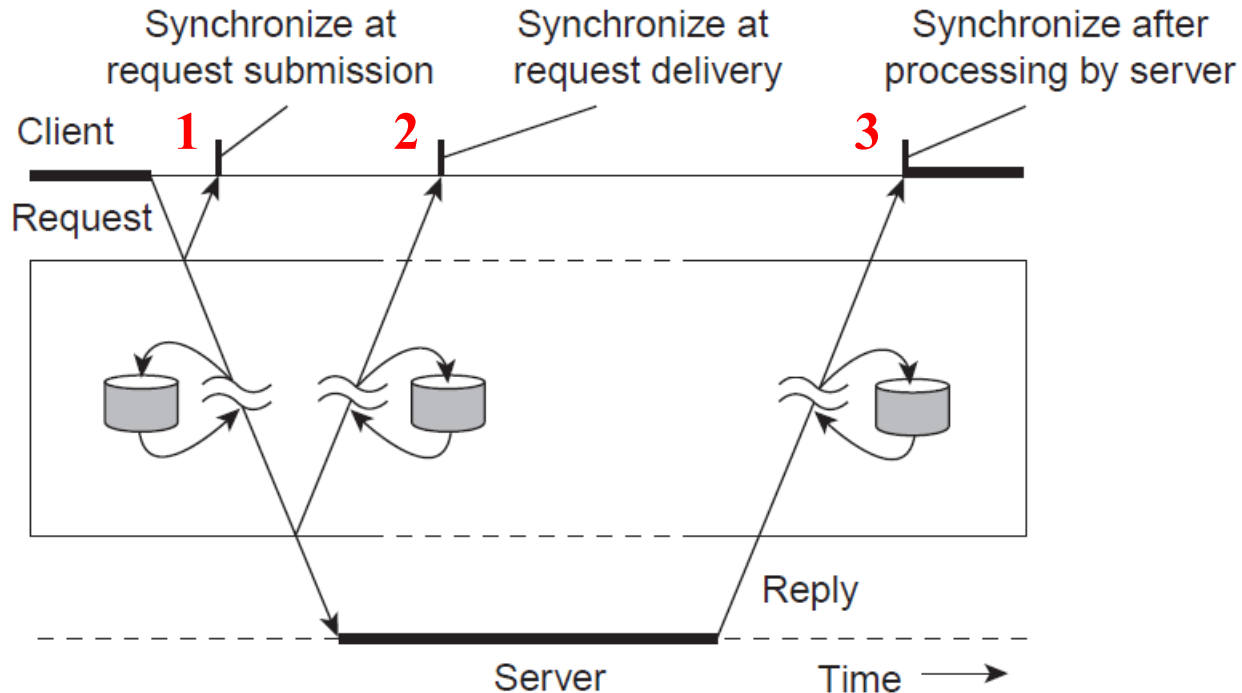 Synchronize at
request submission
Synchronize at
request delivery
Synchronize after
processing by server
Client
1
2
3
Request
Reply
Server
Time